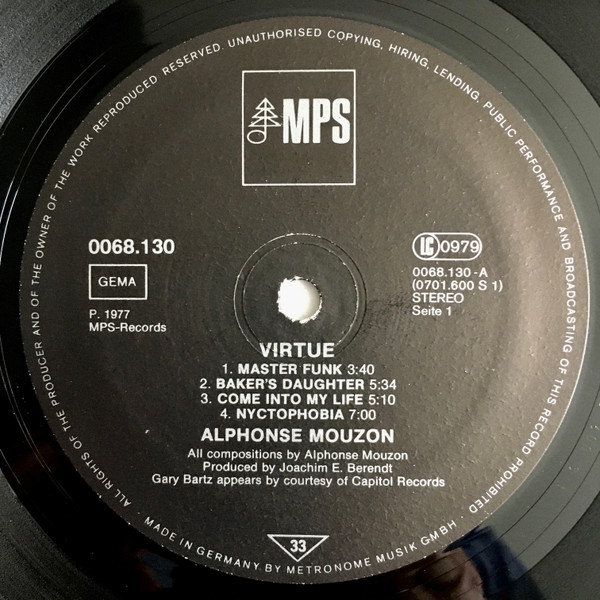 ALL RIGHTS OF THE PRODUCER AND OF THE OWNER OF THE WORK REPRODUCED RESERVED. UNAUTHORISED COPYING, HIRING, LENDING, PUBLIC PERFORMANCE AND BROADCASTING OF THIS RECORD PROHIBITED
MPS
0068.130
GEMA
P. 1977
MPS-Records
LC 0979
0068.130-A
(0701.600 S 1)
STEREO
Seite 1
VIRTUE
1. MASTER FUNK 3:40
2. BAKER'S DAUGHTER 5:34
3. COME INTO MY LIFE 5:10
4. NYCTOPHOBIA 7:00
ALPHONSE MOUZON
All compositions by Alphonse Mouzon
Produced by Joachim E. Berendt
Gary Bartz appears by courtesy of Capitol Records
33
· MADE IN GERMANY BY METRONOME MUSIK GMBH ·